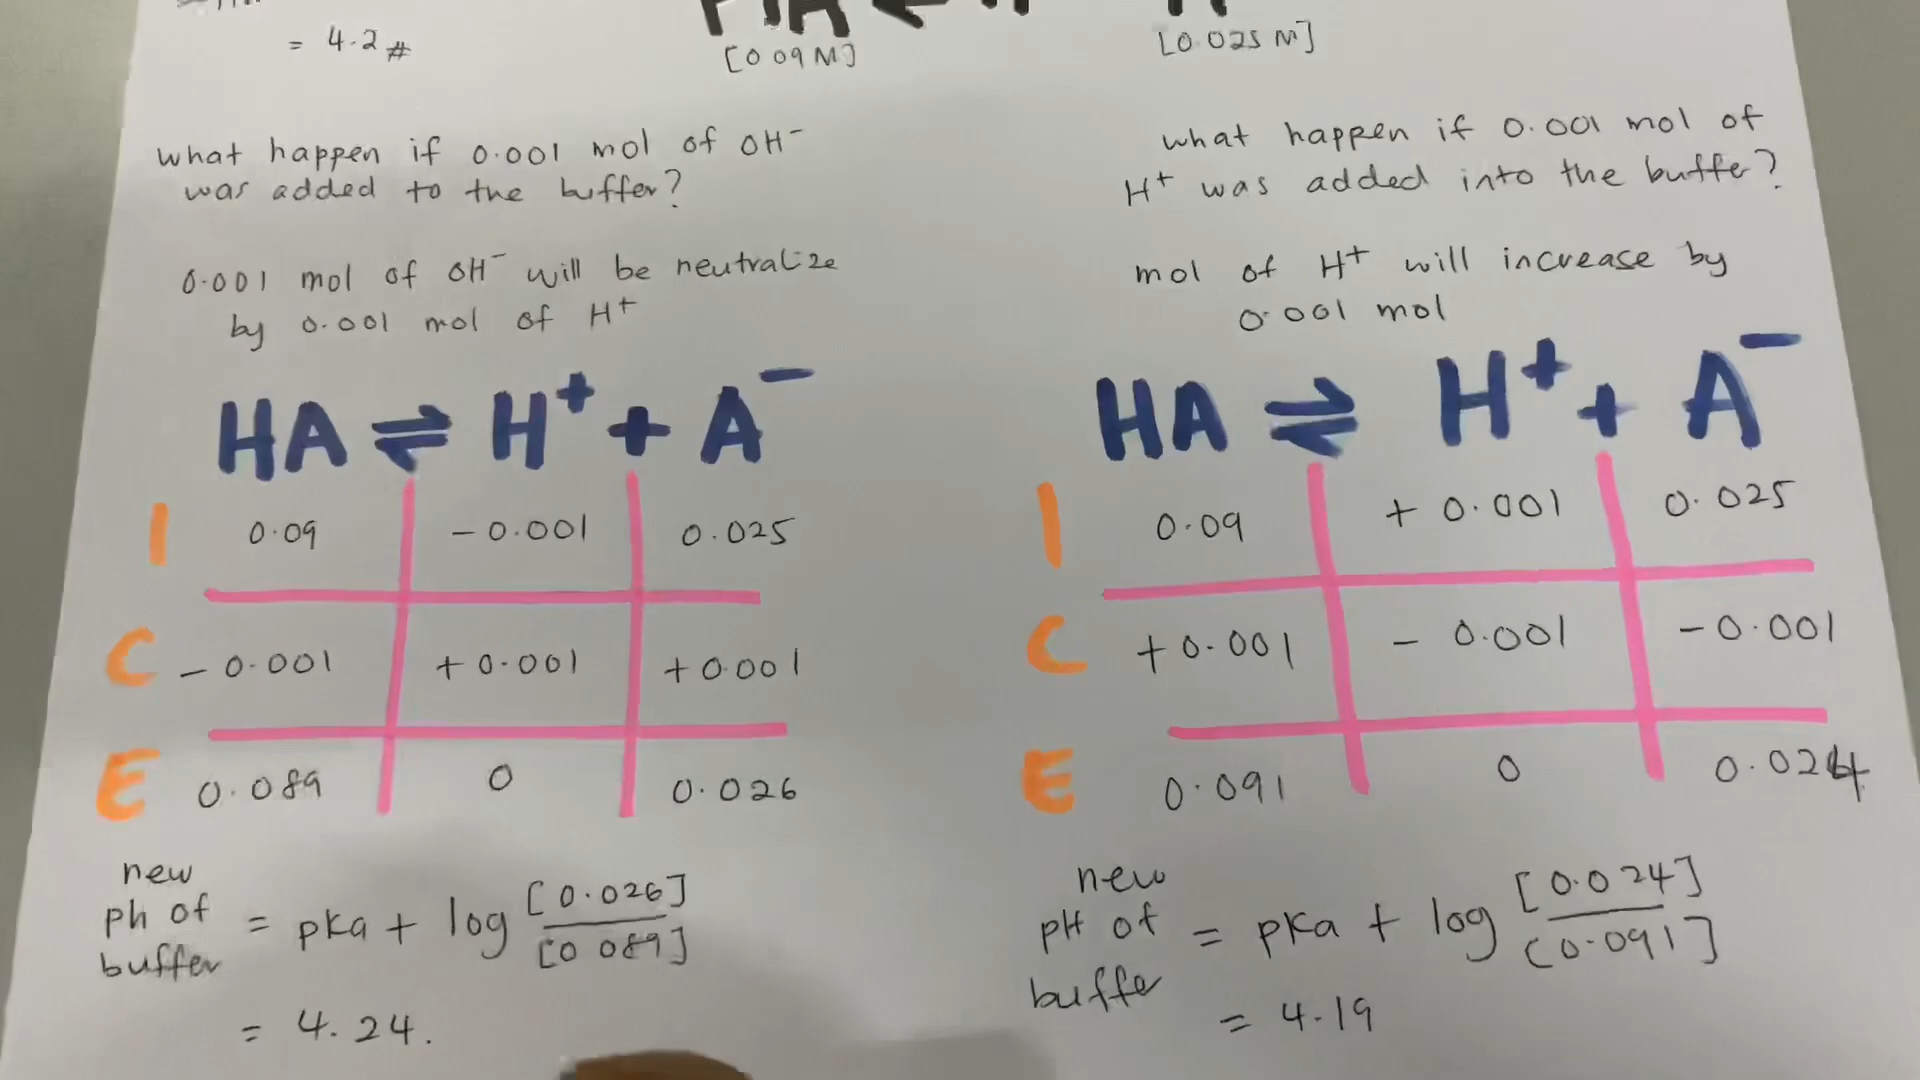 = 4.2 #
[0.09 M]
[0.025 M]
what happen if 0.001 mol of OH⁻
was added to the buffer?
0.001 mol of OH⁻ will be neutralize
by 0.001 mol of H⁺
HA ⇌ H⁺ + A⁻
I 0.09 - 0.001 0.025
C - 0.001 + 0.001 + 0.001
E 0.089 0 0.026
new
ph of
buffer
= pka + log [0.026]
[0.089]
= 4.24.
what happen if 0.001 mol of
H⁺ was added into the buffer?
mol of H⁺ will increase by
0.001 mol
HA ⇌ H⁺ + A⁻
I 0.09 + 0.001 0.025
C + 0.001 - 0.001 - 0.001
E 0.091 0 0.024
new
pH of
buffer
= pka + log [0.024]
[0.091]
= 4.19